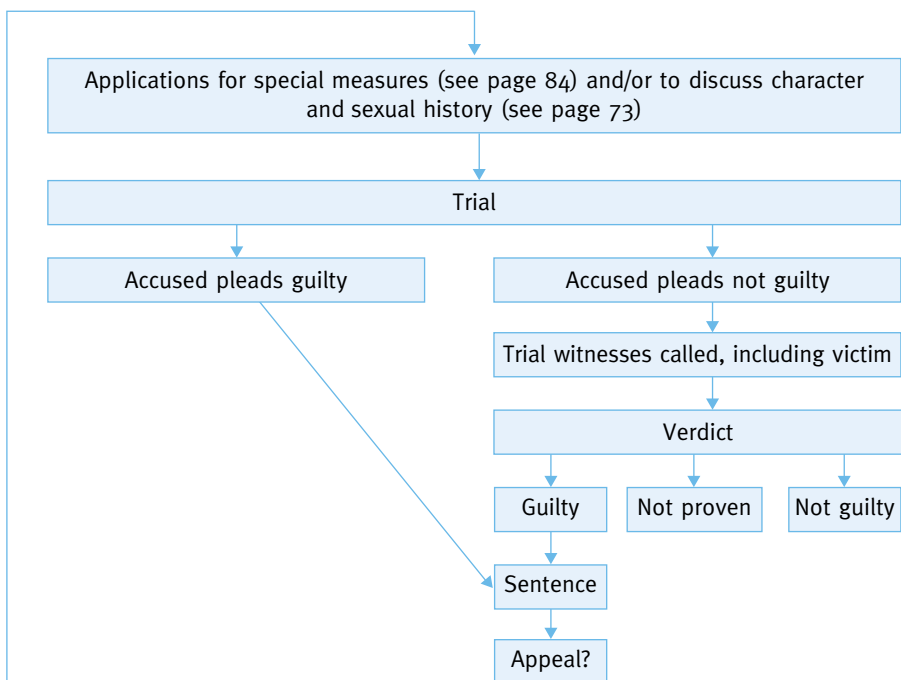 Applications for special measures (see page 84) and/or to discuss character
and sexual history (see page 73)
Trial
Accused pleads guilty
Accused pleads not guilty
Trial witnesses called, including victim
Verdict
Guilty
Not proven
Not guilty
Sentence
Appeal?